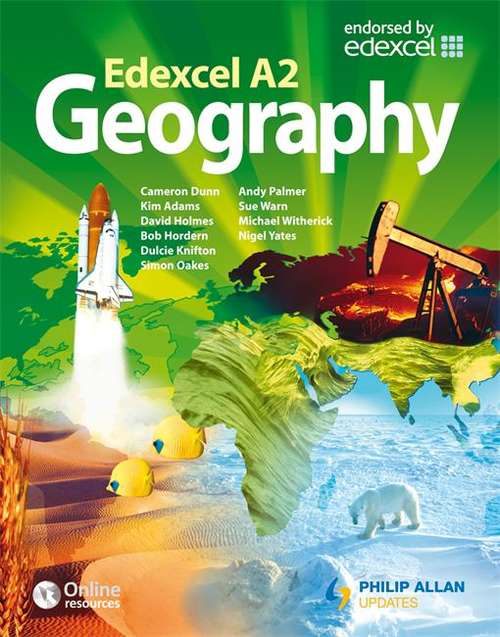 endorsed by
edexcel
Edexcel A2
Geography
Cameron Dunn
Kim Adams
David Holmes
Bob Hordern
Dulcie Knifton
Simon Oakes
Andy Palmer
Sue Warn
Michael Witherick
Nigel Yates
Online
resources
PHILIP ALLAN
UPDATES